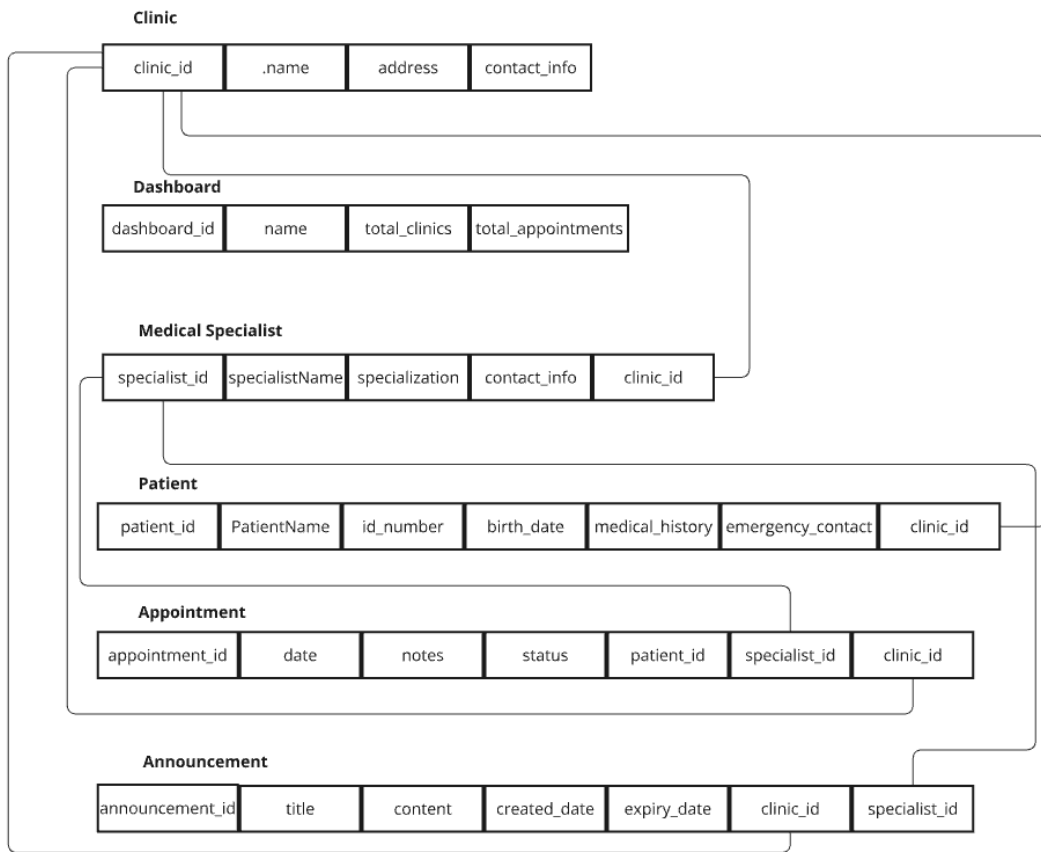 Clinic
clinic_id .name address contact_info
Dashboard
dashboard_id name total_clinics total_appointments
Medical Specialist
specialist_id specialistName specialization contact_info clinic_id
Patient
patient_id PatientName id_number birth_date medical_history emergency_contact clinic_id
Appointment
appointment_id date notes status patient_id specialist_id clinic_id
Announcement
announcement_id title content created_date expiry_date clinic_id specialist_id